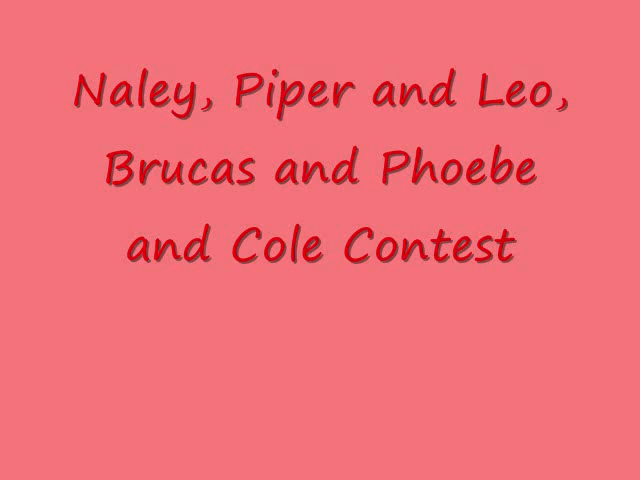 Naley, Piper and Leo,
Brucas and Phoebe
and Cole Contest